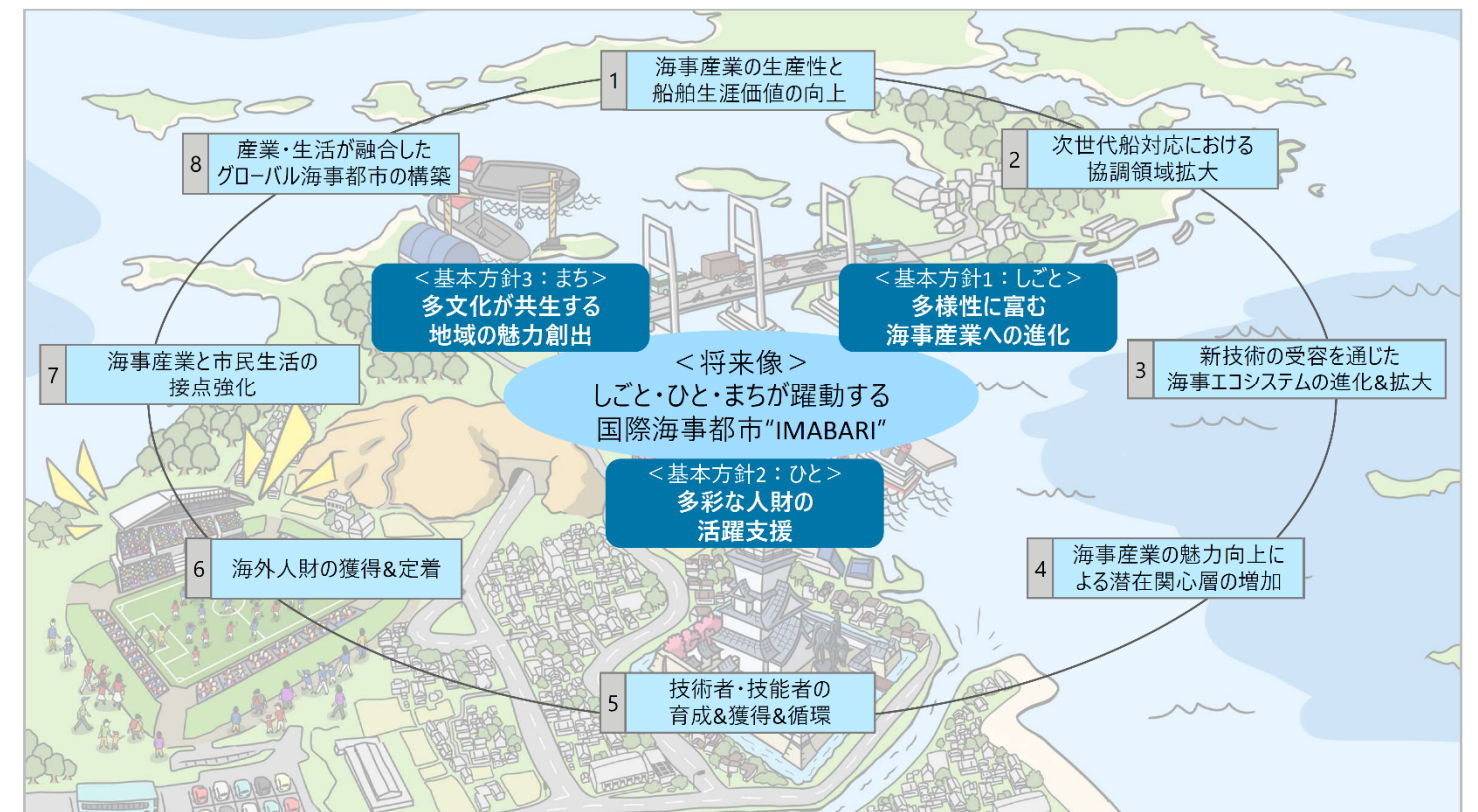 1
海事産業の生産性と
船舶生涯価値の向上
2
次世代船対応における
協調領域拡大
8
産業・生活が融合した
グローバル海事都市の構築
<基本方針3：まち>
多文化が共生する
地域の魅力創出
<基本方針1：しごと>
多様性に富む
海事産業への進化
3
新技術の受容を通じた
海事エコシステムの進化&拡大
7
海事産業と市民生活の
接点強化
<将来像>
しごと・ひと・まちが躍動する
国際海事都市“IMABARI”
<基本方針2：ひと>
多彩な人財の
活躍支援
4
海事産業の魅力向上に
よる潜在関心層の増加
6
海外人財の獲得&定着
5
技術者・技能者の
育成&獲得&循環